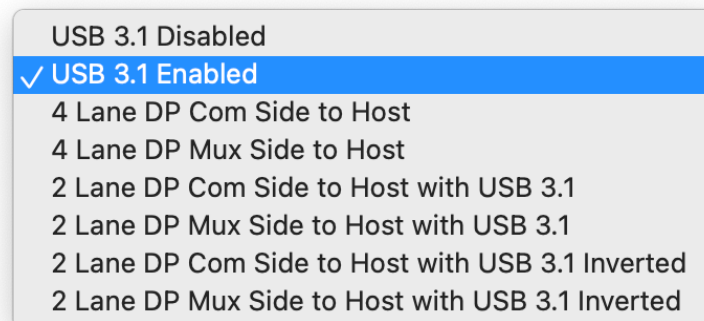 USB 3.1 Disabled
✓ USB 3.1 Enabled
4 Lane DP Com Side to Host
4 Lane DP Mux Side to Host
2 Lane DP Com Side to Host with USB 3.1
2 Lane DP Mux Side to Host with USB 3.1
2 Lane DP Com Side to Host with USB 3.1 Inverted
2 Lane DP Mux Side to Host with USB 3.1 Inverted